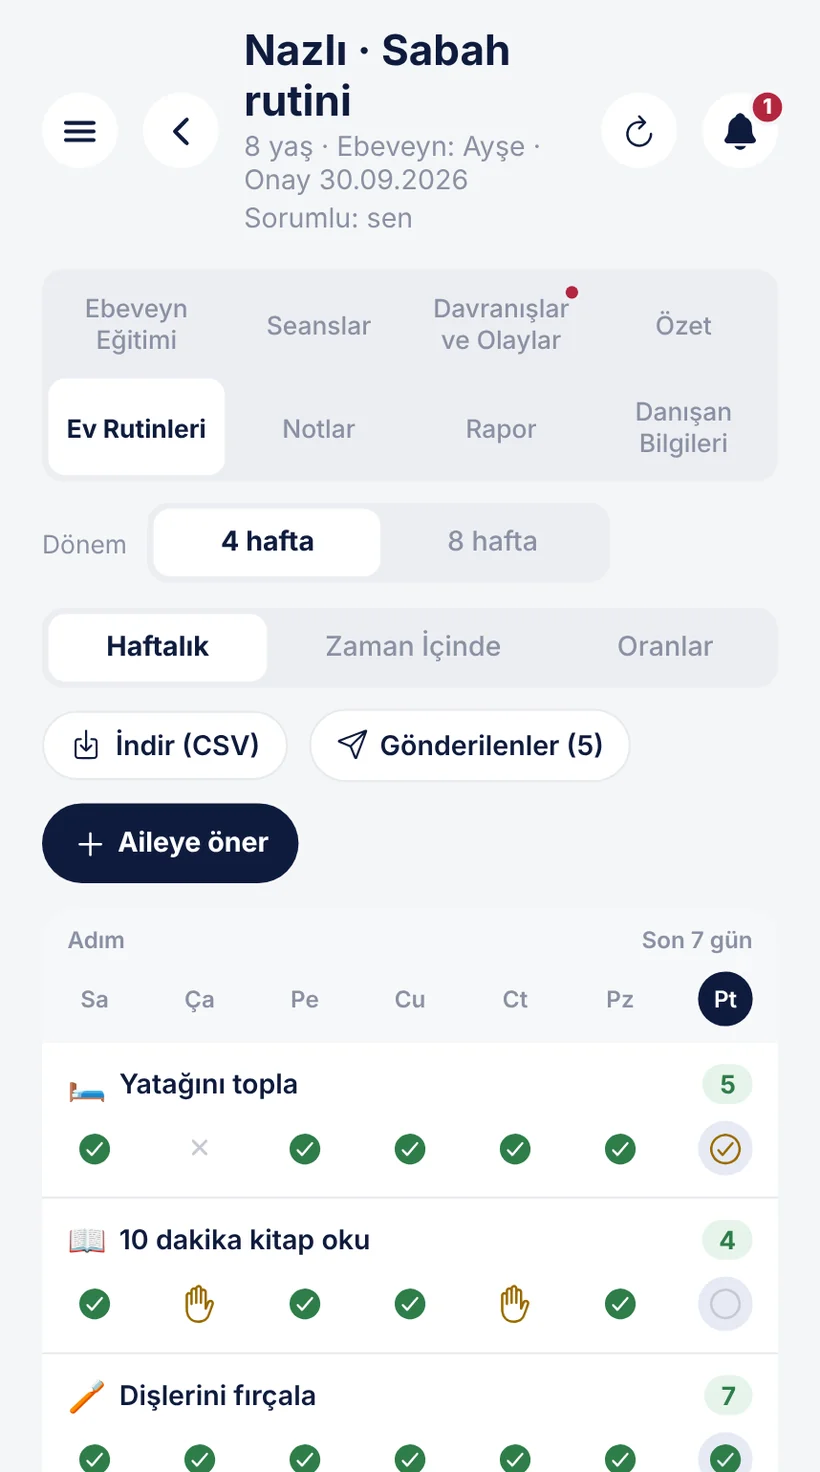 Nazlı · Sabah
rutini
8 yaş · Ebeveyn: Ayşe ·
Onay 30.09.2026
Sorumlu: sen
1
Ebeveyn
Eğitimi
Seanslar
Davranışlar
ve Olaylar
Özet
Ev Rutinleri
Notlar
Rapor
Danışan
Bilgileri
Dönem
4 hafta
8 hafta
Haftalık
Zaman İçinde
Oranlar
İndir (CSV)
Gönderilenler (5)
Aileye öner
Adım
Son 7 gün
Sa Ça Pe Cu Ct Pz Pt
Yatağını topla
5
10 dakika kitap oku
4
Dişlerini fırçala
7